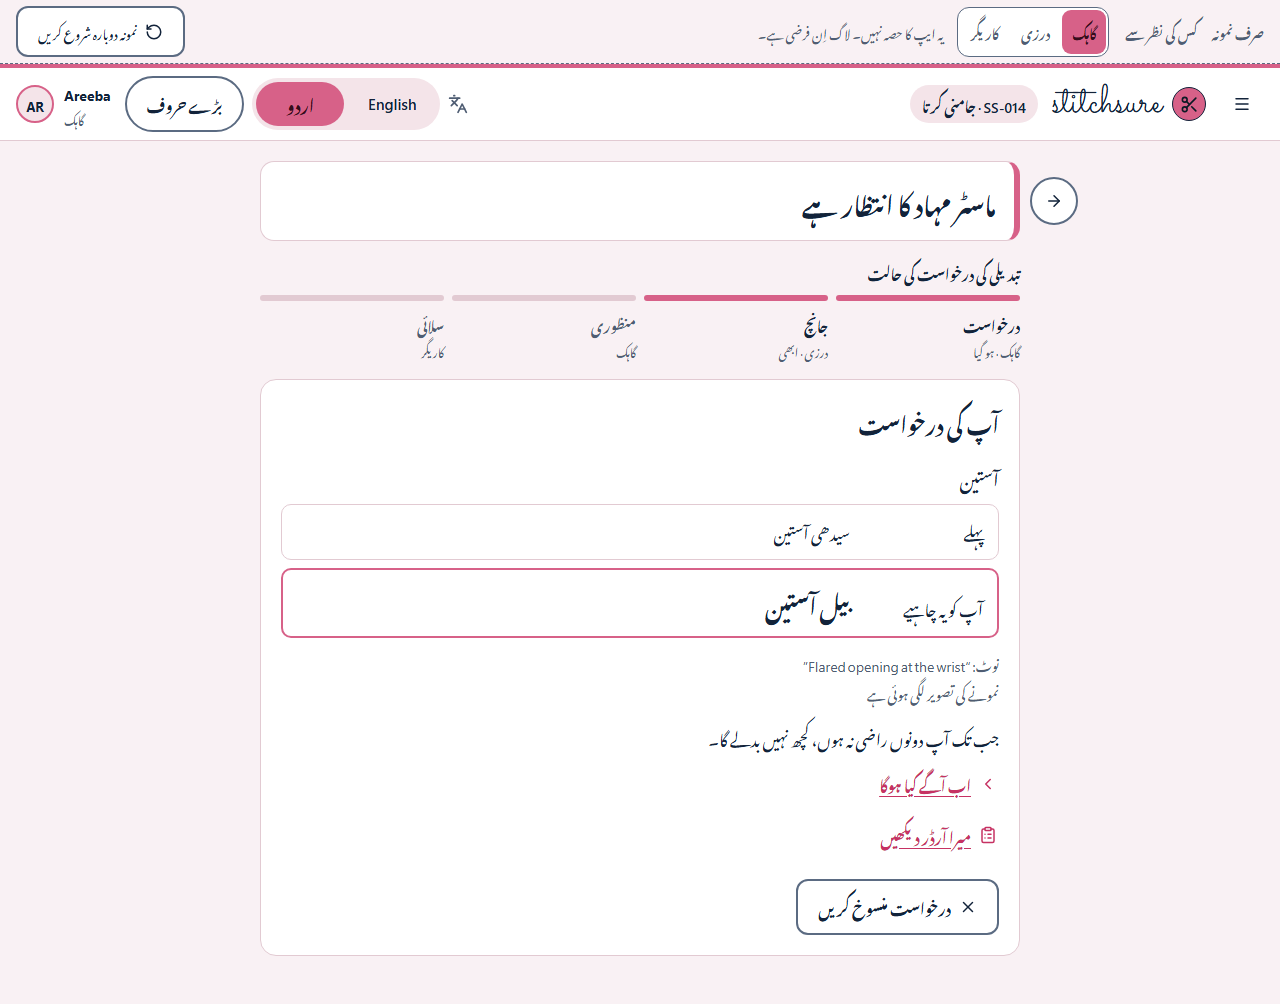 صرف نمونہ کس کی نظر سے گاہک درزی کاریگر یہ ایپ کا حصہ نہیں۔ لاگ اِن فرضی ہے۔ نمونہ دوبارہ شروع کریں
stitchsure SS-014 · جامنی کرتا English اردو بڑے حروف Areeba AR
گاہک
ماسٹر مہاد کا انتظار ہے
تبدیلی کی درخواست کی حالت
درخواست جانچ منظوری سلائی
گاہک · ہو گیا درزی · ابھی گاہک کاریگر
آپ کی درخواست
آستین
پہلے سیدھی آستین
آپ کو یہ چاہیے بیل آستین
نوٹ: "Flared opening at the wrist"
نمونے کی تصویر لگی ہوئی ہے
جب تک آپ دونوں راضی نہ ہوں، کچھ نہیں بدلے گا۔
اب آگے کیا ہوگا
میرا آرڈر دیکھیں
درخواست منسوخ کریں